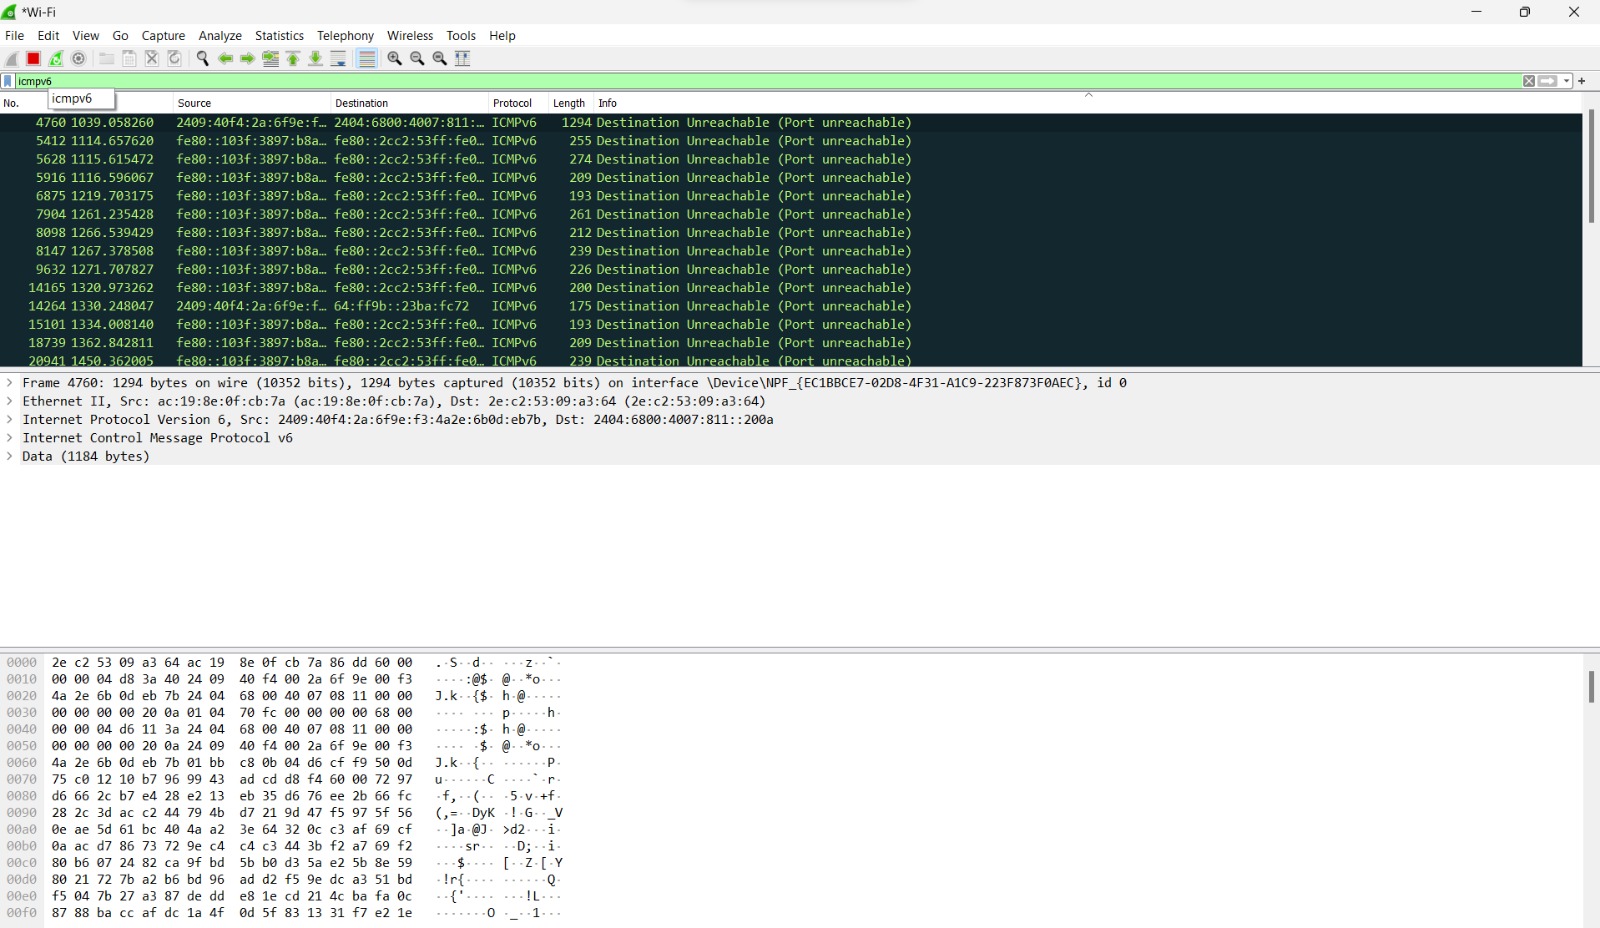 *Wi-Fi
File Edit View Go Capture Analyze Statistics Telephony Wireless Tools Help
icmpv6
icmpv6
No. Source Destination Protocol Length Info
4760 1039.058260 2409:40f4:2a:6f9e:f… 2404:6800:4007:811:… ICMPv6 1294 Destination Unreachable (Port unreachable)
5412 1114.657620 fe80::103f:3897:b8a… fe80::2cc2:53ff:fe0… ICMPv6 255 Destination Unreachable (Port unreachable)
5628 1115.615472 fe80::103f:3897:b8a… fe80::2cc2:53ff:fe0… ICMPv6 274 Destination Unreachable (Port unreachable)
5916 1116.596067 fe80::103f:3897:b8a… fe80::2cc2:53ff:fe0… ICMPv6 209 Destination Unreachable (Port unreachable)
6875 1219.703175 fe80::103f:3897:b8a… fe80::2cc2:53ff:fe0… ICMPv6 193 Destination Unreachable (Port unreachable)
7904 1261.235428 fe80::103f:3897:b8a… fe80::2cc2:53ff:fe0… ICMPv6 261 Destination Unreachable (Port unreachable)
8098 1266.539429 fe80::103f:3897:b8a… fe80::2cc2:53ff:fe0… ICMPv6 212 Destination Unreachable (Port unreachable)
8147 1267.378508 fe80::103f:3897:b8a… fe80::2cc2:53ff:fe0… ICMPv6 239 Destination Unreachable (Port unreachable)
9632 1271.707827 fe80::103f:3897:b8a… fe80::2cc2:53ff:fe0… ICMPv6 226 Destination Unreachable (Port unreachable)
14165 1320.973262 fe80::103f:3897:b8a… fe80::2cc2:53ff:fe0… ICMPv6 200 Destination Unreachable (Port unreachable)
14264 1330.248047 2409:40f4:2a:6f9e:f… 64:ff9b::23ba:fc72 ICMPv6 175 Destination Unreachable (Port unreachable)
15101 1334.008140 fe80::103f:3897:b8a… fe80::2cc2:53ff:fe0… ICMPv6 193 Destination Unreachable (Port unreachable)
18739 1362.842811 fe80::103f:3897:b8a… fe80::2cc2:53ff:fe0… ICMPv6 209 Destination Unreachable (Port unreachable)
20941 1450.362005 fe80::103f:3897:b8a… fe80::2cc2:53ff:fe0… ICMPv6 239 Destination Unreachable (Port unreachable)
Frame 4760: 1294 bytes on wire (10352 bits), 1294 bytes captured (10352 bits) on interface \Device\NPF_{EC1BBCE7-02D8-4F31-A1C9-223F873F0AEC}, id 0
Ethernet II, Src: ac:19:8e:0f:cb:7a (ac:19:8e:0f:cb:7a), Dst: 2e:c2:53:09:a3:64 (2e:c2:53:09:a3:64)
Internet Protocol Version 6, Src: 2409:40f4:2a:6f9e:f3:4a2e:6b0d:eb7b, Dst: 2404:6800:4007:811::200a
Internet Control Message Protocol v6
Data (1184 bytes)
0000 2e c2 53 09 a3 64 ac 19 8e 0f cb 7a 86 dd 60 00 .·S··d·· ···z··`·
0010 00 00 04 d8 3a 40 24 09 40 f4 00 2a 6f 9e 00 f3 ····:@$· @··*o···
0020 4a 2e 6b 0d eb 7b 24 04 68 00 40 07 08 11 00 00 J.k··{$· h·@·····
0030 00 00 00 00 20 0a 01 04 70 fc 00 00 00 00 68 00 ···· ··· p·····h·
0040 00 00 04 d6 11 3a 24 04 68 00 40 07 08 11 00 00 ·····:$· h·@·····
0050 00 00 00 00 20 0a 24 09 40 f4 00 2a 6f 9e 00 f3 ···· ·$· @··*o···
0060 4a 2e 6b 0d eb 7b 01 bb c8 0b 04 d6 cf f9 50 0d J.k··{·· ······P·
0070 75 c0 12 10 b7 96 99 43 ad cd d8 f4 60 00 72 97 u······C ····`·r·
0080 d6 66 2c b7 e4 28 e2 13 eb 35 d6 76 ee 2b 66 fc ·f,··(·· ·5·v·+f·
0090 28 2c 3d ac c2 44 79 4b d7 21 9d 47 f5 97 5f 56 (,=··DyK ·!·G··_V
00a0 0e ae 5d 61 bc 40 4a a2 3e 64 32 0c c3 af 69 cf ··]a·@J· >d2···i·
00b0 0a ac d7 86 73 72 9e c4 c4 c3 44 3b f2 a7 69 f2 ····sr·· ··D;··i·
00c0 80 b6 07 24 82 ca 9f bd 5b b0 d3 5a e2 5b 8e 59 ···$···· [··Z·[·Y
00d0 80 21 72 7b a2 b6 bd 96 ad d2 f5 9e dc a3 51 bd ·!r{···· ······Q·
00e0 f5 04 7b 27 a3 87 de dd e8 1e cd 21 4c ba fa 0c ··{'···· ···!L···
00f0 87 88 ba cc af dc 1a 4f 0d 5f 83 13 31 f7 e2 1e ·······O ·_··1···